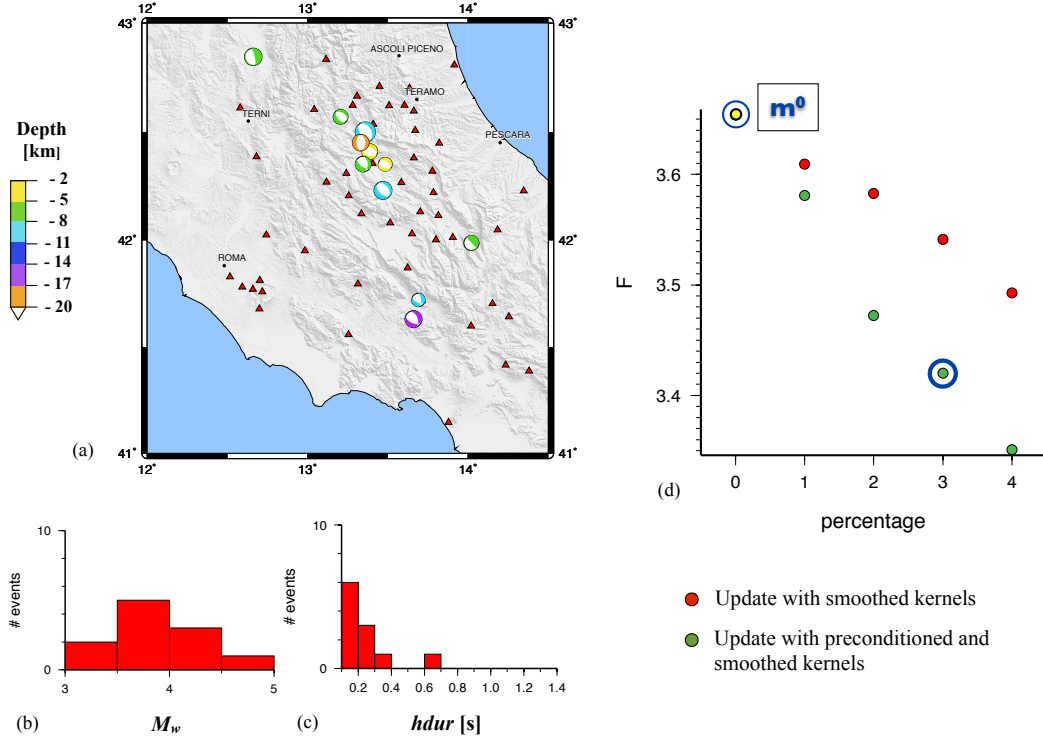 12˚ 13˚ 14˚
43˚ 43˚
ASCOLI PICENO
TERAMO
TERNI
PESCARA
Depth
[km]
- 2
- 5
- 8
- 11
- 14
- 17
- 20
42˚ 42˚
ROMA
41˚ 41˚
12˚ 13˚ 14˚
(a)
m⁰
3.6
3.5
3.4
F
0 1 2 3 4
percentage
(d)
10
5
0
# events
3 4 5
(b) Mw
10
5
0
# events
0.2 0.4 0.6 0.8 1.0 1.2 1.4
(c) hdur [s]
Update with smoothed kernels
Update with preconditioned and
smoothed kernels